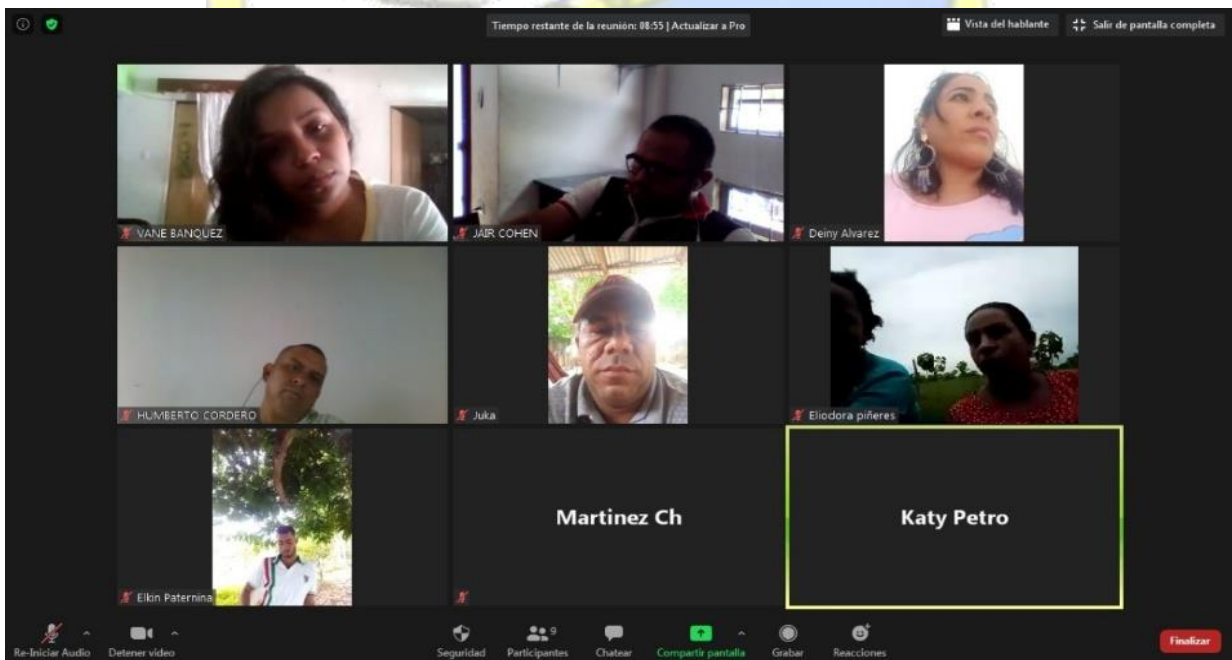 Tiempo restante de la reunión: 08:55 | Actualizar a Pro
Vista del hablante
Salir de pantalla completa
VANE BANQUEZ
JAIR COHEN
Deiny Alvarez
HUMBERTO CORDERO
Juka
Eliodora piñeres
Elkin Paternina
Martinez Ch
Katy Petro
Re-Iniciar Audio
Detener video
Seguridad
9
Participantes
Chatear
Compartir pantalla
Grabar
Reacciones
Finalizar